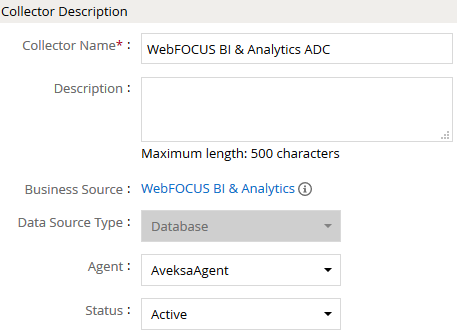 Collector Description
Collector Name* : WebFOCUS BI & Analytics ADC
Description :
Maximum length: 500 characters
Business Source : WebFOCUS BI & Analytics
Data Source Type : Database
Agent : AveksaAgent
Status : Active